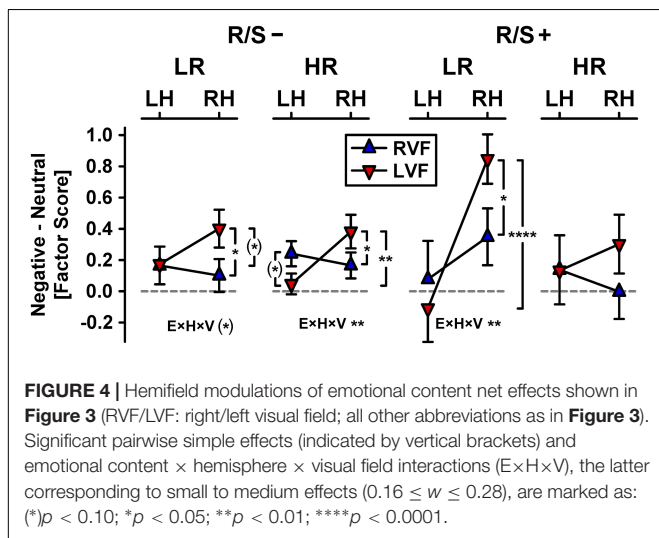 R/S − R/S +
LR HR LR HR
LH RH LH RH LH RH LH RH
1.0
0.8
0.6
0.4
0.2
0.0
-0.2
Negative - Neutral
[Factor Score]
RVF
LVF
* (*)
(*) * **
* ****
E×H×V (*) E×H×V ** E×H×V **
FIGURE 4 | Hemifield modulations of emotional content net effects shown in
Figure 3 (RVF/LVF: right/left visual field; all other abbreviations as in Figure 3).
Significant pairwise simple effects (indicated by vertical brackets) and
emotional content × hemisphere × visual field interactions (E×H×V), the latter
corresponding to small to medium effects (0.16 ≤ w ≤ 0.28), are marked as:
(*)p < 0.10; *p < 0.05; **p < 0.01; ****p < 0.0001.